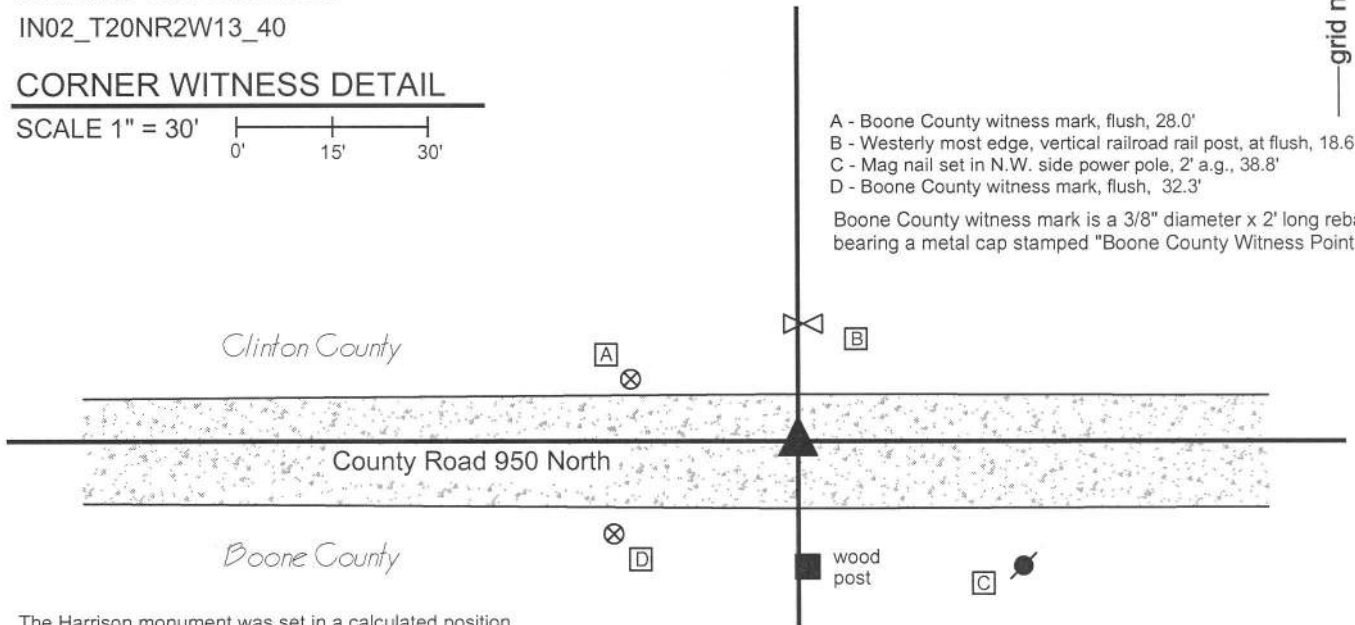 IN02_T20NR2W13_40
CORNER WITNESS DETAIL
SCALE 1" = 30'
0' 15' 30'
grid
A - Boone County witness mark, flush, 28.0'
B - Westerly most edge, vertical railroad rail post, at flush, 18.6
C - Mag nail set in N.W. side power pole, 2' a.g., 38.8'
D - Boone County witness mark, flush, 32.3'
Boone County witness mark is a 3/8" diameter x 2' long
bearing a metal cap stamped "Boone County Witness Point
Clinton County
A
B
County Road 950 North
Boone County
D
wood
post
C
The Harrison monument was set in a calculated position